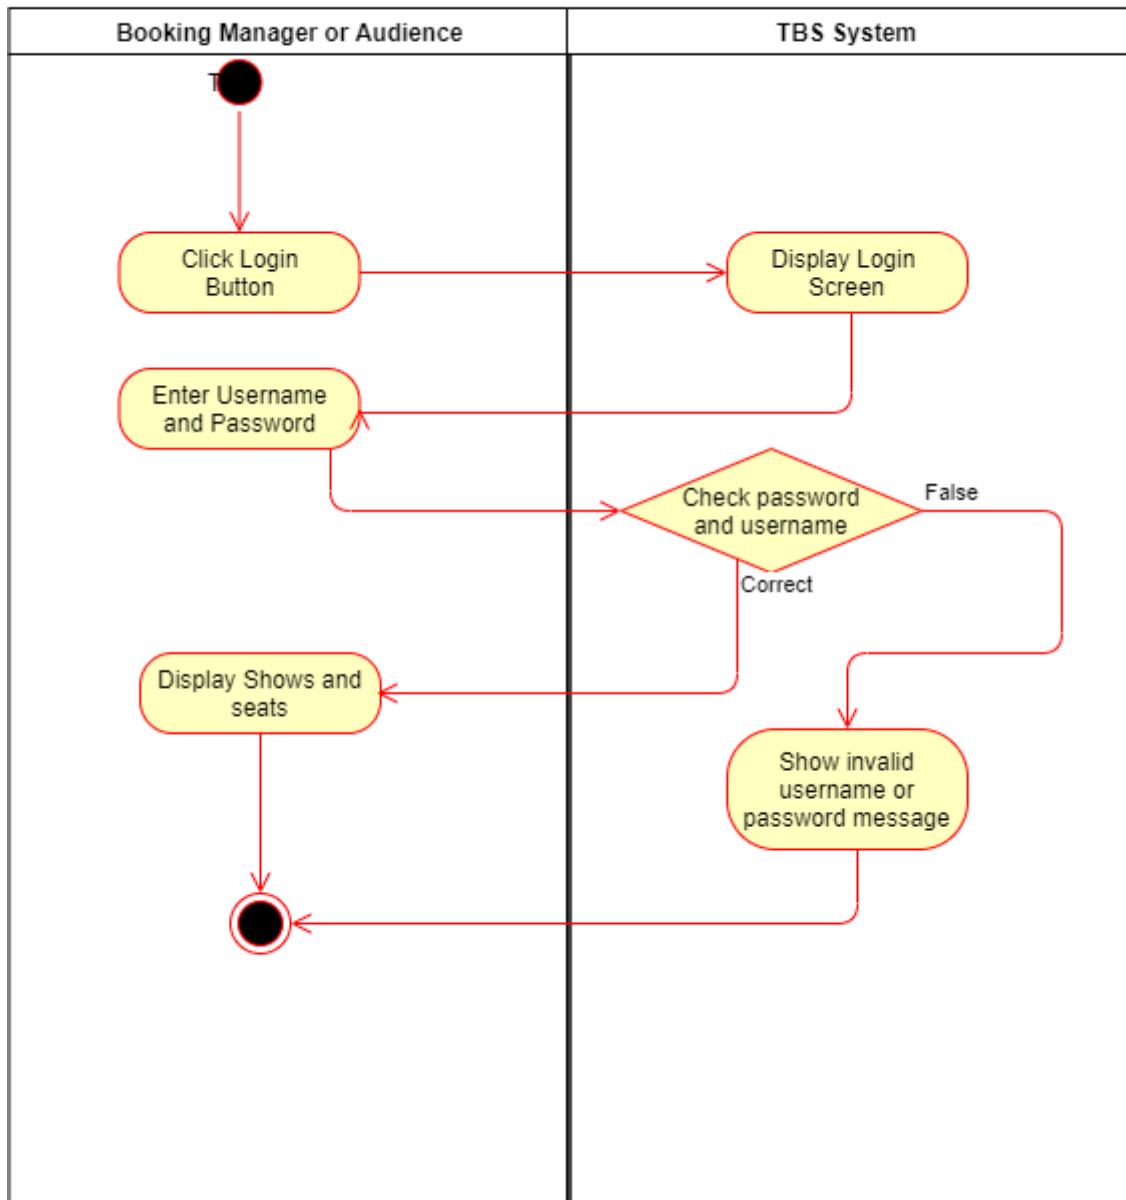 Booking Manager or Audience
TBS System
T
Click Login
Button
Display Login
Screen
Enter Username
and Password
Check password
and username
False
Correct
Display Shows and
seats
Show invalid
username or
password message